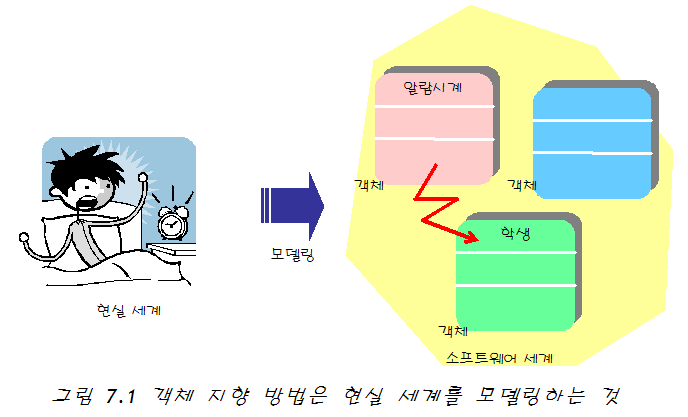 알람시계
객체
객체
학생
모델링
현실 세계
객체
소프트웨어 세계
그림 7.1 객체 지향 방법은 현실 세계를 모델링하는 것